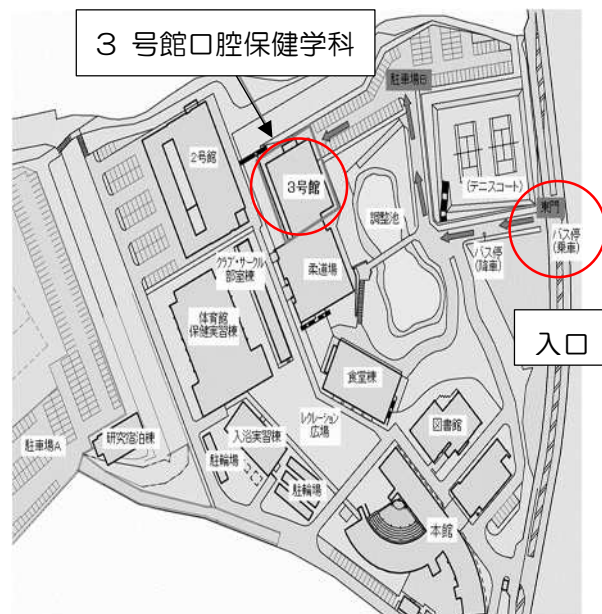 3 号館口腔保健学科
駐車場B
2号館
3号館
(テニスコート)
東門
調整池
バス停
(乗車)
バス停
(降車)
クラブ・サークル
部室棟
柔道場
体育館
保健実習棟
入口
食堂棟
図書館
レクレーション
広場
入浴実習棟
研究宿泊棟
駐車場A
駐輪場
駐輪場
本館